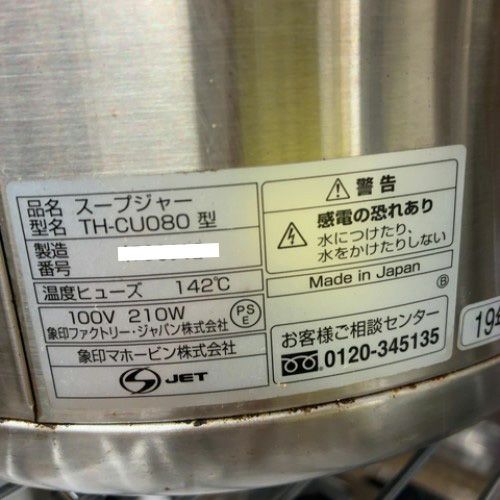 品名 スープジャー
型名 TH-CU080 型
製造
番号
温度ヒューズ 142℃
100V 210W
PS
E
象印ファクトリー・ジャパン株式会社
象印マホービン株式会社
S JET
警告
感電の恐れあり
水につけたり、
水をかけたりしない
Made in Japan
B
お客様ご相談センター
0120-345135
19